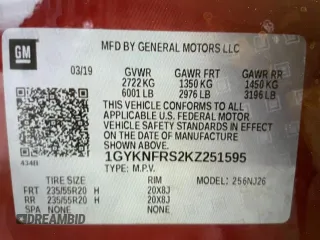 GM
MFD BY GENERAL MOTORS LLC
03/19 GVWR GAWR FRT GAWR RR
2722 KG 1350 KG 1450 KG
6001 LB 2976 LB 3196 LB
THIS VEHICLE CONFORMS TO ALL
APPLICABLE U.S. FEDERAL MOTOR
VEHICLE SAFETY AND THEFT PREVENTION
STANDARDS IN EFFECT ON THE DATE OF
MANUFACTURE SHOWN ABOVE.
1GYKNFRS2KZ251595
TYPE: M.P.V. MODEL: 256NJ26
TIRE SIZE RIM
FRT 235/55R20 H 20X8J
RR 235/55R20 H 20X8J
SPA NONE NONE
DREAMBID